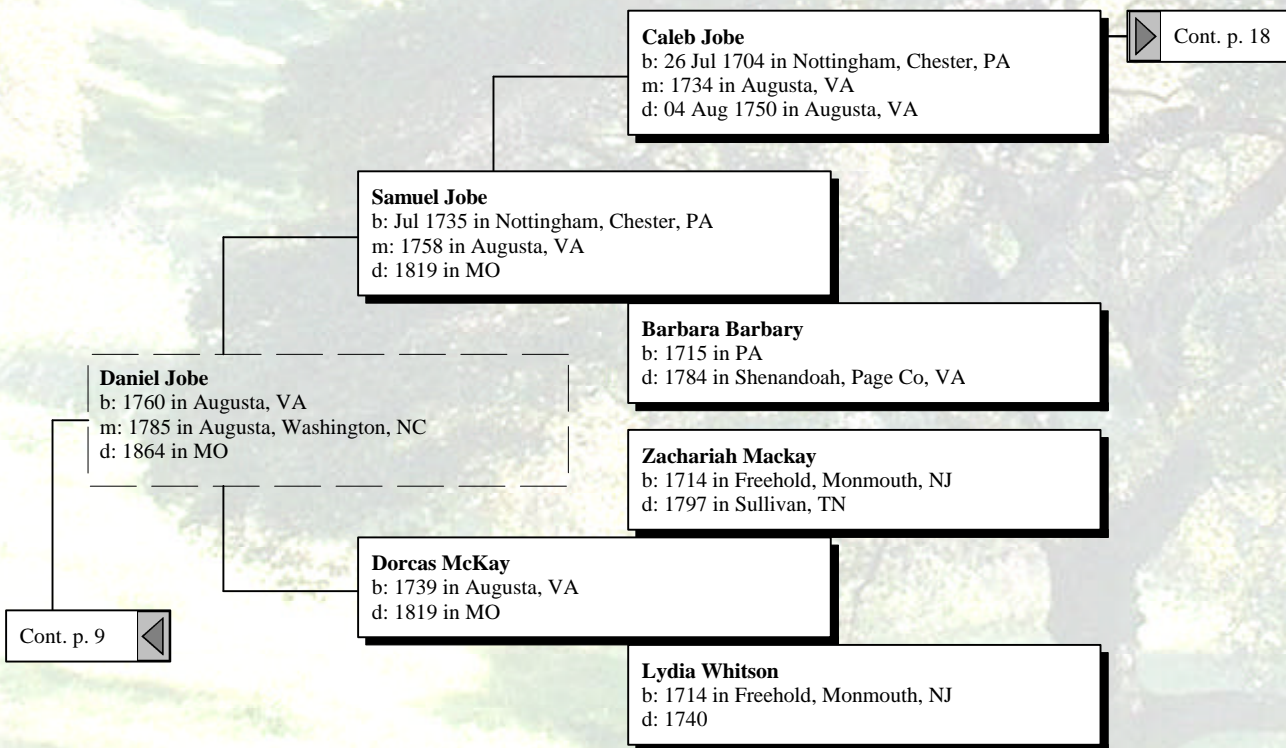 Caleb Jobe
b: 26 Jul 1704 in Nottingham, Chester, PA
m: 1734 in Augusta, VA
d: 04 Aug 1750 in Augusta, VA
Cont. p. 18
Samuel Jobe
b: Jul 1735 in Nottingham, Chester, PA
m: 1758 in Augusta, VA
d: 1819 in MO
Barbara Barbary
b: 1715 in PA
d: 1784 in Shenandoah, Page Co, VA
Daniel Jobe
b: 1760 in Augusta, VA
m: 1785 in Augusta, Washington, NC
d: 1864 in MO
Zachariah Mackay
b: 1714 in Freehold, Monmouth, NJ
d: 1797 in Sullivan, TN
Dorcas McKay
b: 1739 in Augusta, VA
d: 1819 in MO
Cont. p. 9
Lydia Whitson
b: 1714 in Freehold, Monmouth, NJ
d: 1740